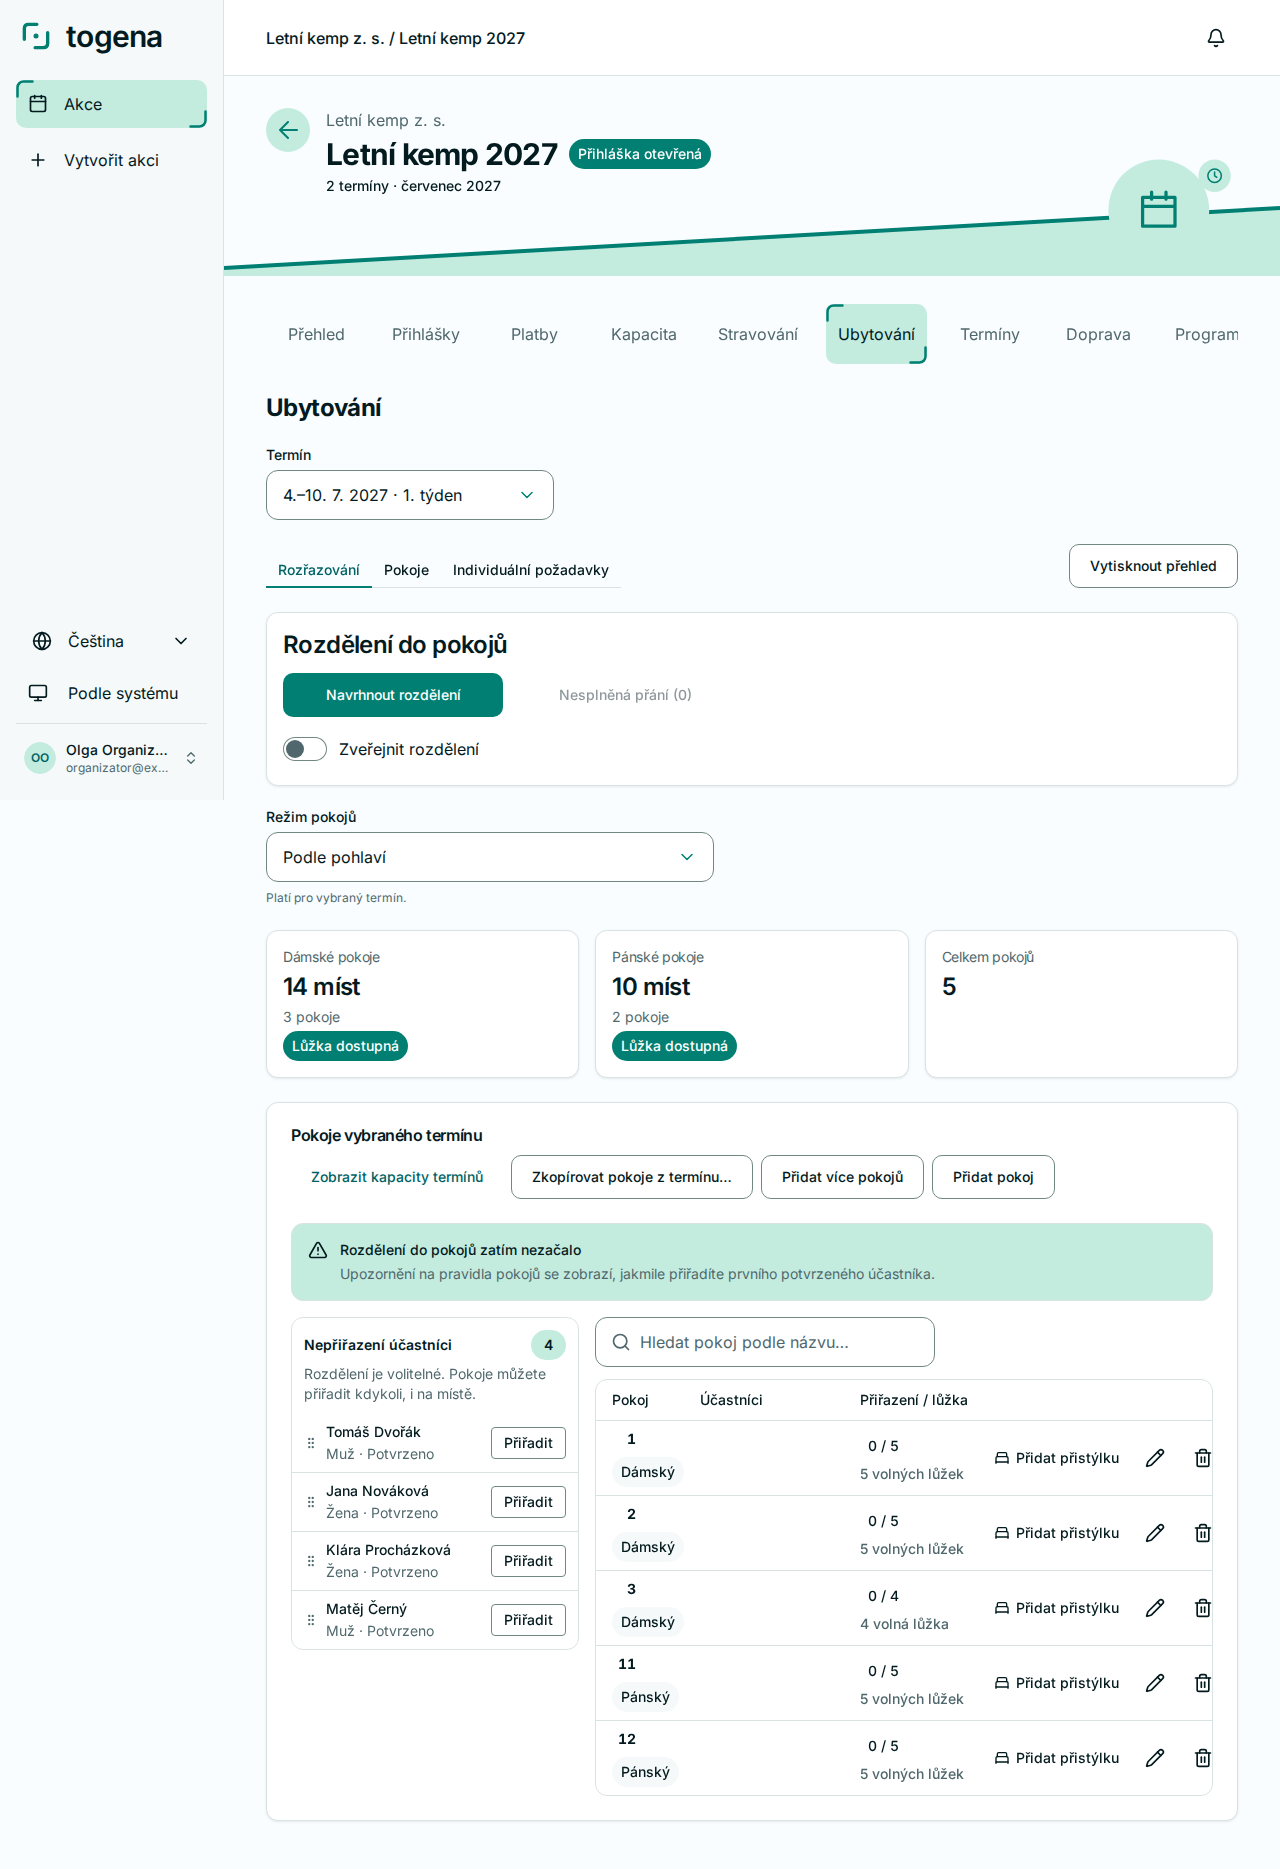 togena
Letní kemp z. s. / Letní kemp 2027
Akce
Vytvořit akci
Letní kemp z. s.
Letní kemp 2027
Přihláška otevřená
2 termíny · červenec 2027
Přehled
Přihlášky
Platby
Kapacita
Stravování
Ubytování
Termíny
Doprava
Program
Ubytování
Termín
4.–10. 7. 2027 · 1. týden
Rozřazování
Pokoje
Individuální požadavky
Vytisknout přehled
Rozdělení do pokojů
Navrhnout rozdělení
Nesplněná přání (0)
Zveřejnit rozdělení
Čeština
Podle systému
OO
Olga Organiz...
organizator@ex...
Režim pokojů
Podle pohlaví
Platí pro vybraný termín.
Dámské pokoje
14 míst
3 pokoje
Lůžka dostupná
Pánské pokoje
10 míst
2 pokoje
Lůžka dostupná
Celkem pokojů
5
Pokoje vybraného termínu
Zobrazit kapacity termínů
Zkopírovat pokoje z termínu...
Přidat více pokojů
Přidat pokoj
Rozdělení do pokojů zatím nezačalo
Upozornění na pravidla pokojů se zobrazí, jakmile přiřadíte prvního potvrzeného účastníka.
Nepřiřazení účastníci
4
Rozdělení je volitelné. Pokoje můžete
přiřadit kdykoli, i na místě.
Tomáš Dvořák
Muž · Potvrzeno
Přiřadit
Jana Nováková
Žena · Potvrzeno
Přiřadit
Klára Procházková
Žena · Potvrzeno
Přiřadit
Matěj Černý
Muž · Potvrzeno
Přiřadit
Hledat pokoj podle názvu...
Pokoj
Účastníci
Přiřazení / lůžka
1
Dámský
0 / 5
5 volných lůžek
Přidat přistýlku
2
Dámský
0 / 5
5 volných lůžek
Přidat přistýlku
3
Dámský
0 / 4
4 volná lůžka
Přidat přistýlku
11
Pánský
0 / 5
5 volných lůžek
Přidat přistýlku
12
Pánský
0 / 5
5 volných lůžek
Přidat přistýlku